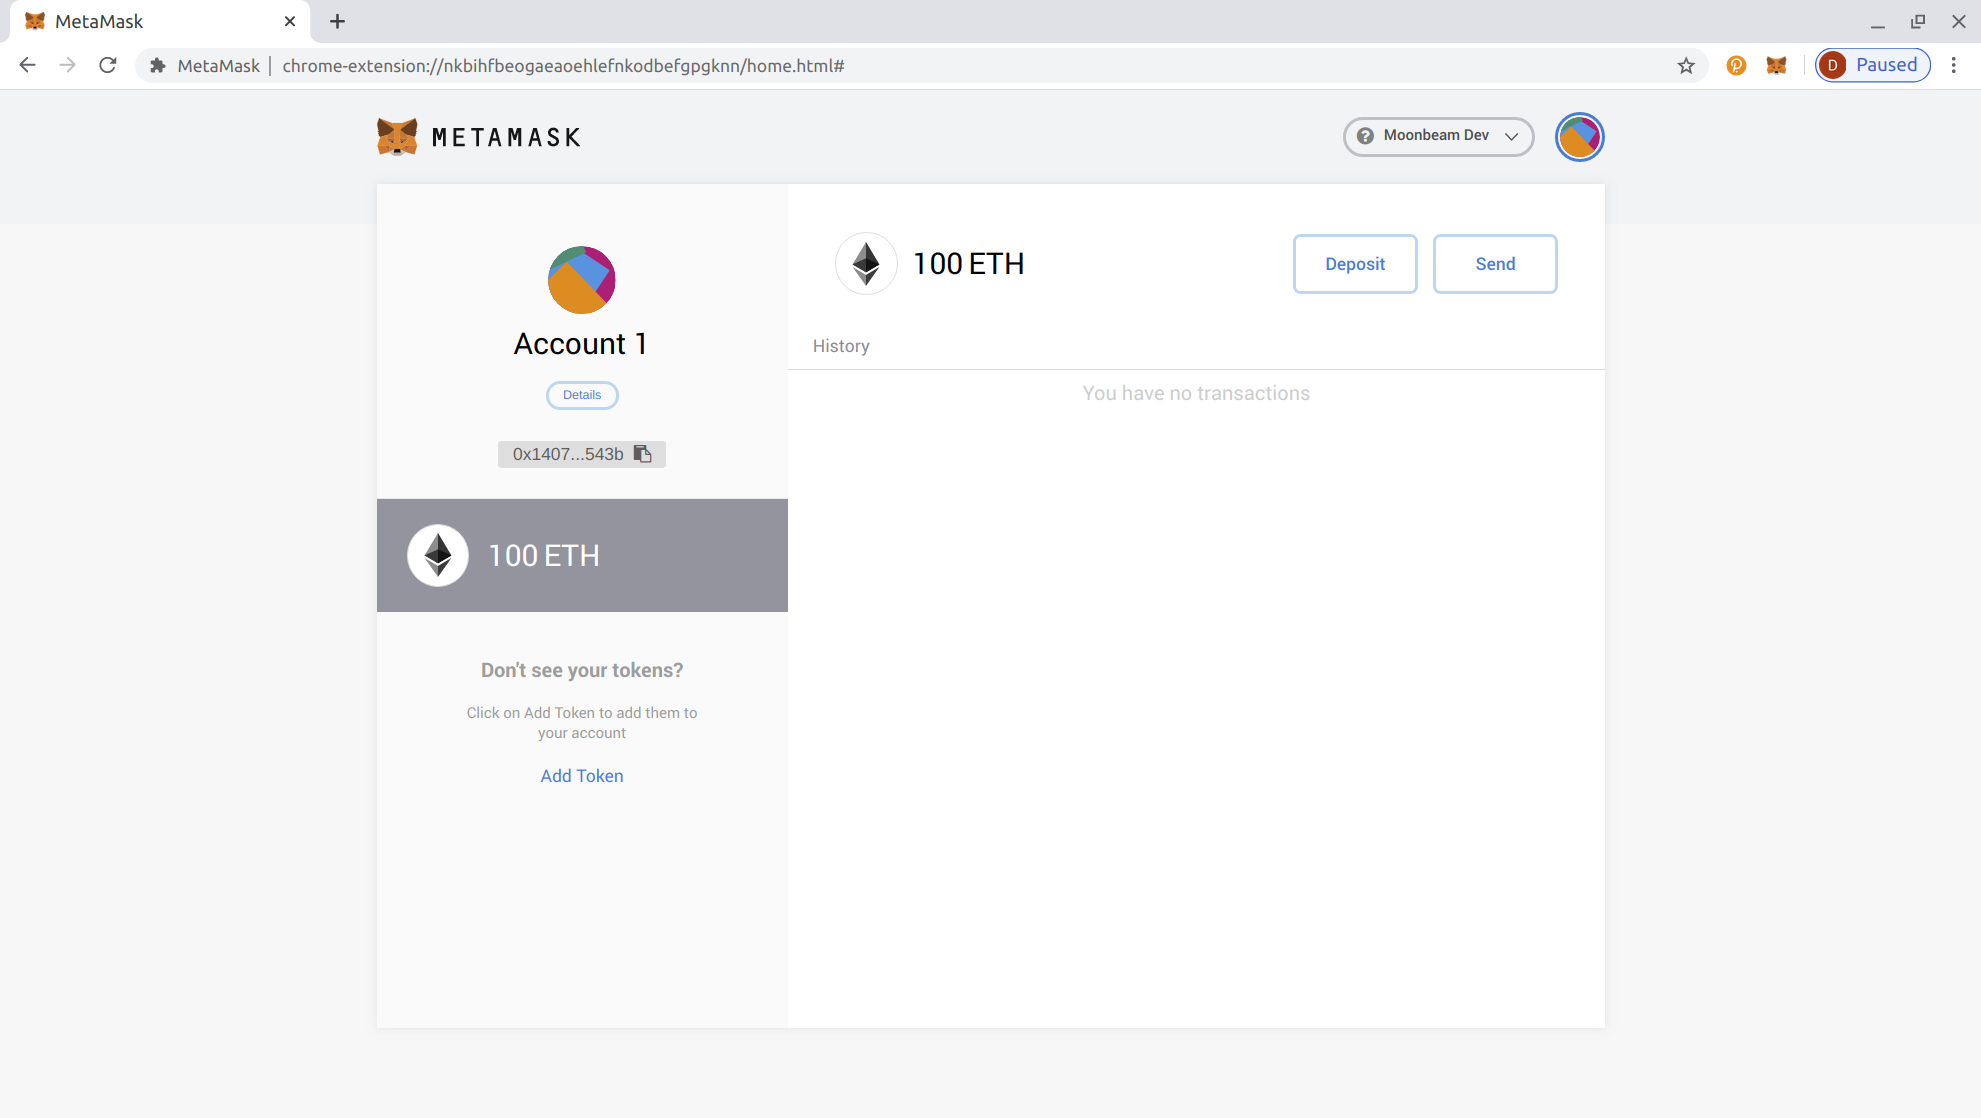 MetaMask
MetaMask | chrome-extension://nkbihfbeogaeaoehlefnkodbefgpgknn/home.html#
D Paused
METAMASK
? Moonbeam Dev
Account 1
Details
0x1407...543b
100 ETH
Don't see your tokens?
Click on Add Token to add them to
your account
Add Token
100 ETH
Deposit
Send
History
You have no transactions